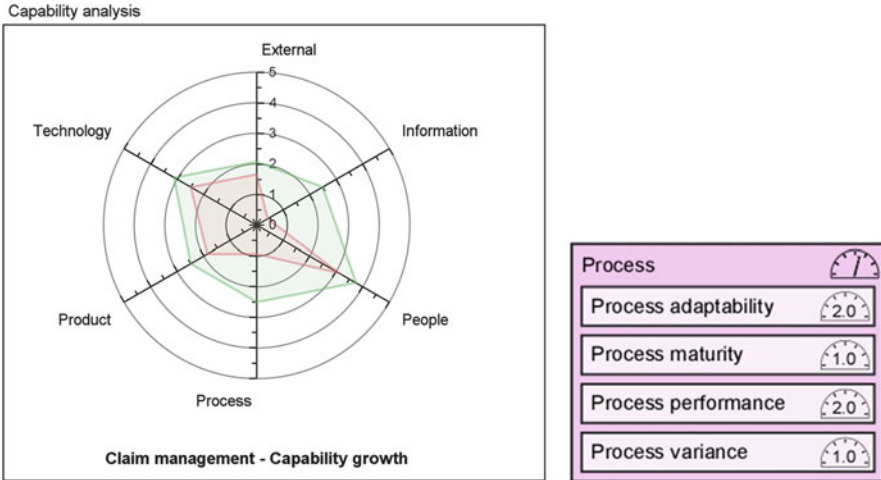 Capability analysis
External
5
4
3
2
1
0
Technology
Information
Product
People
Process
Claim management - Capability growth
Process
Process adaptability 2.0
Process maturity 1.0
Process performance 2.0
Process variance 1.0